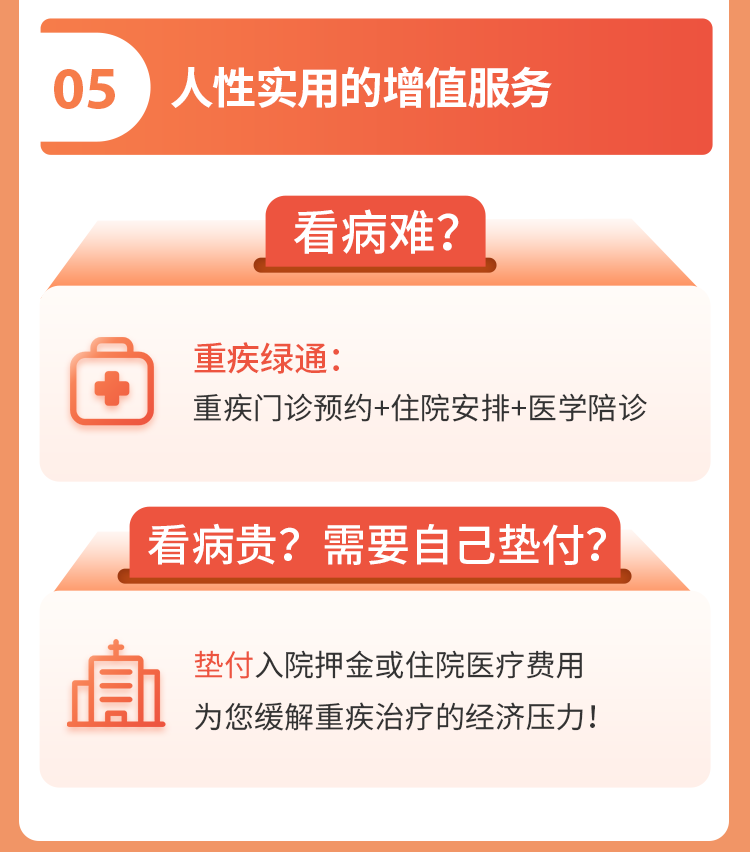 05 人性实用的增值服务
看病难?
重疾绿通：
重疾门诊预约+住院安排+医学陪诊
看病贵？需要自己垫付?
垫付入院押金或住院医疗费用
为您缓解重疾治疗的经济压力！